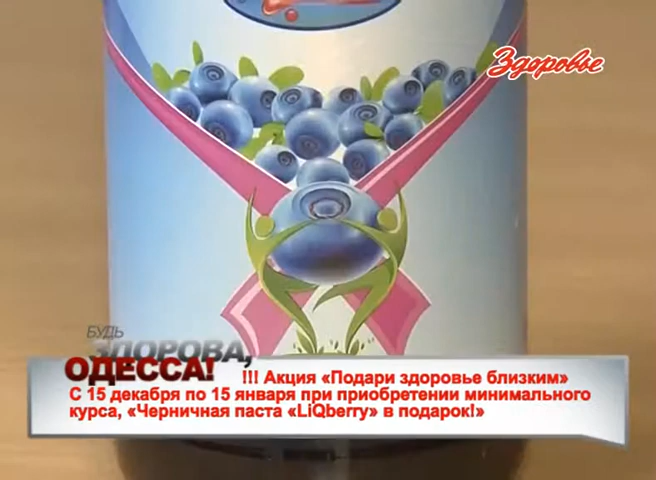 Здоровье
БУДЬ
ЗДОРОВА,
ОДЕССА!
!!! Акция «Подари здоровье близким»
С 15 декабря по 15 января при приобретении минимального
курса, «Черничная паста «LiQberry» в подарок!»